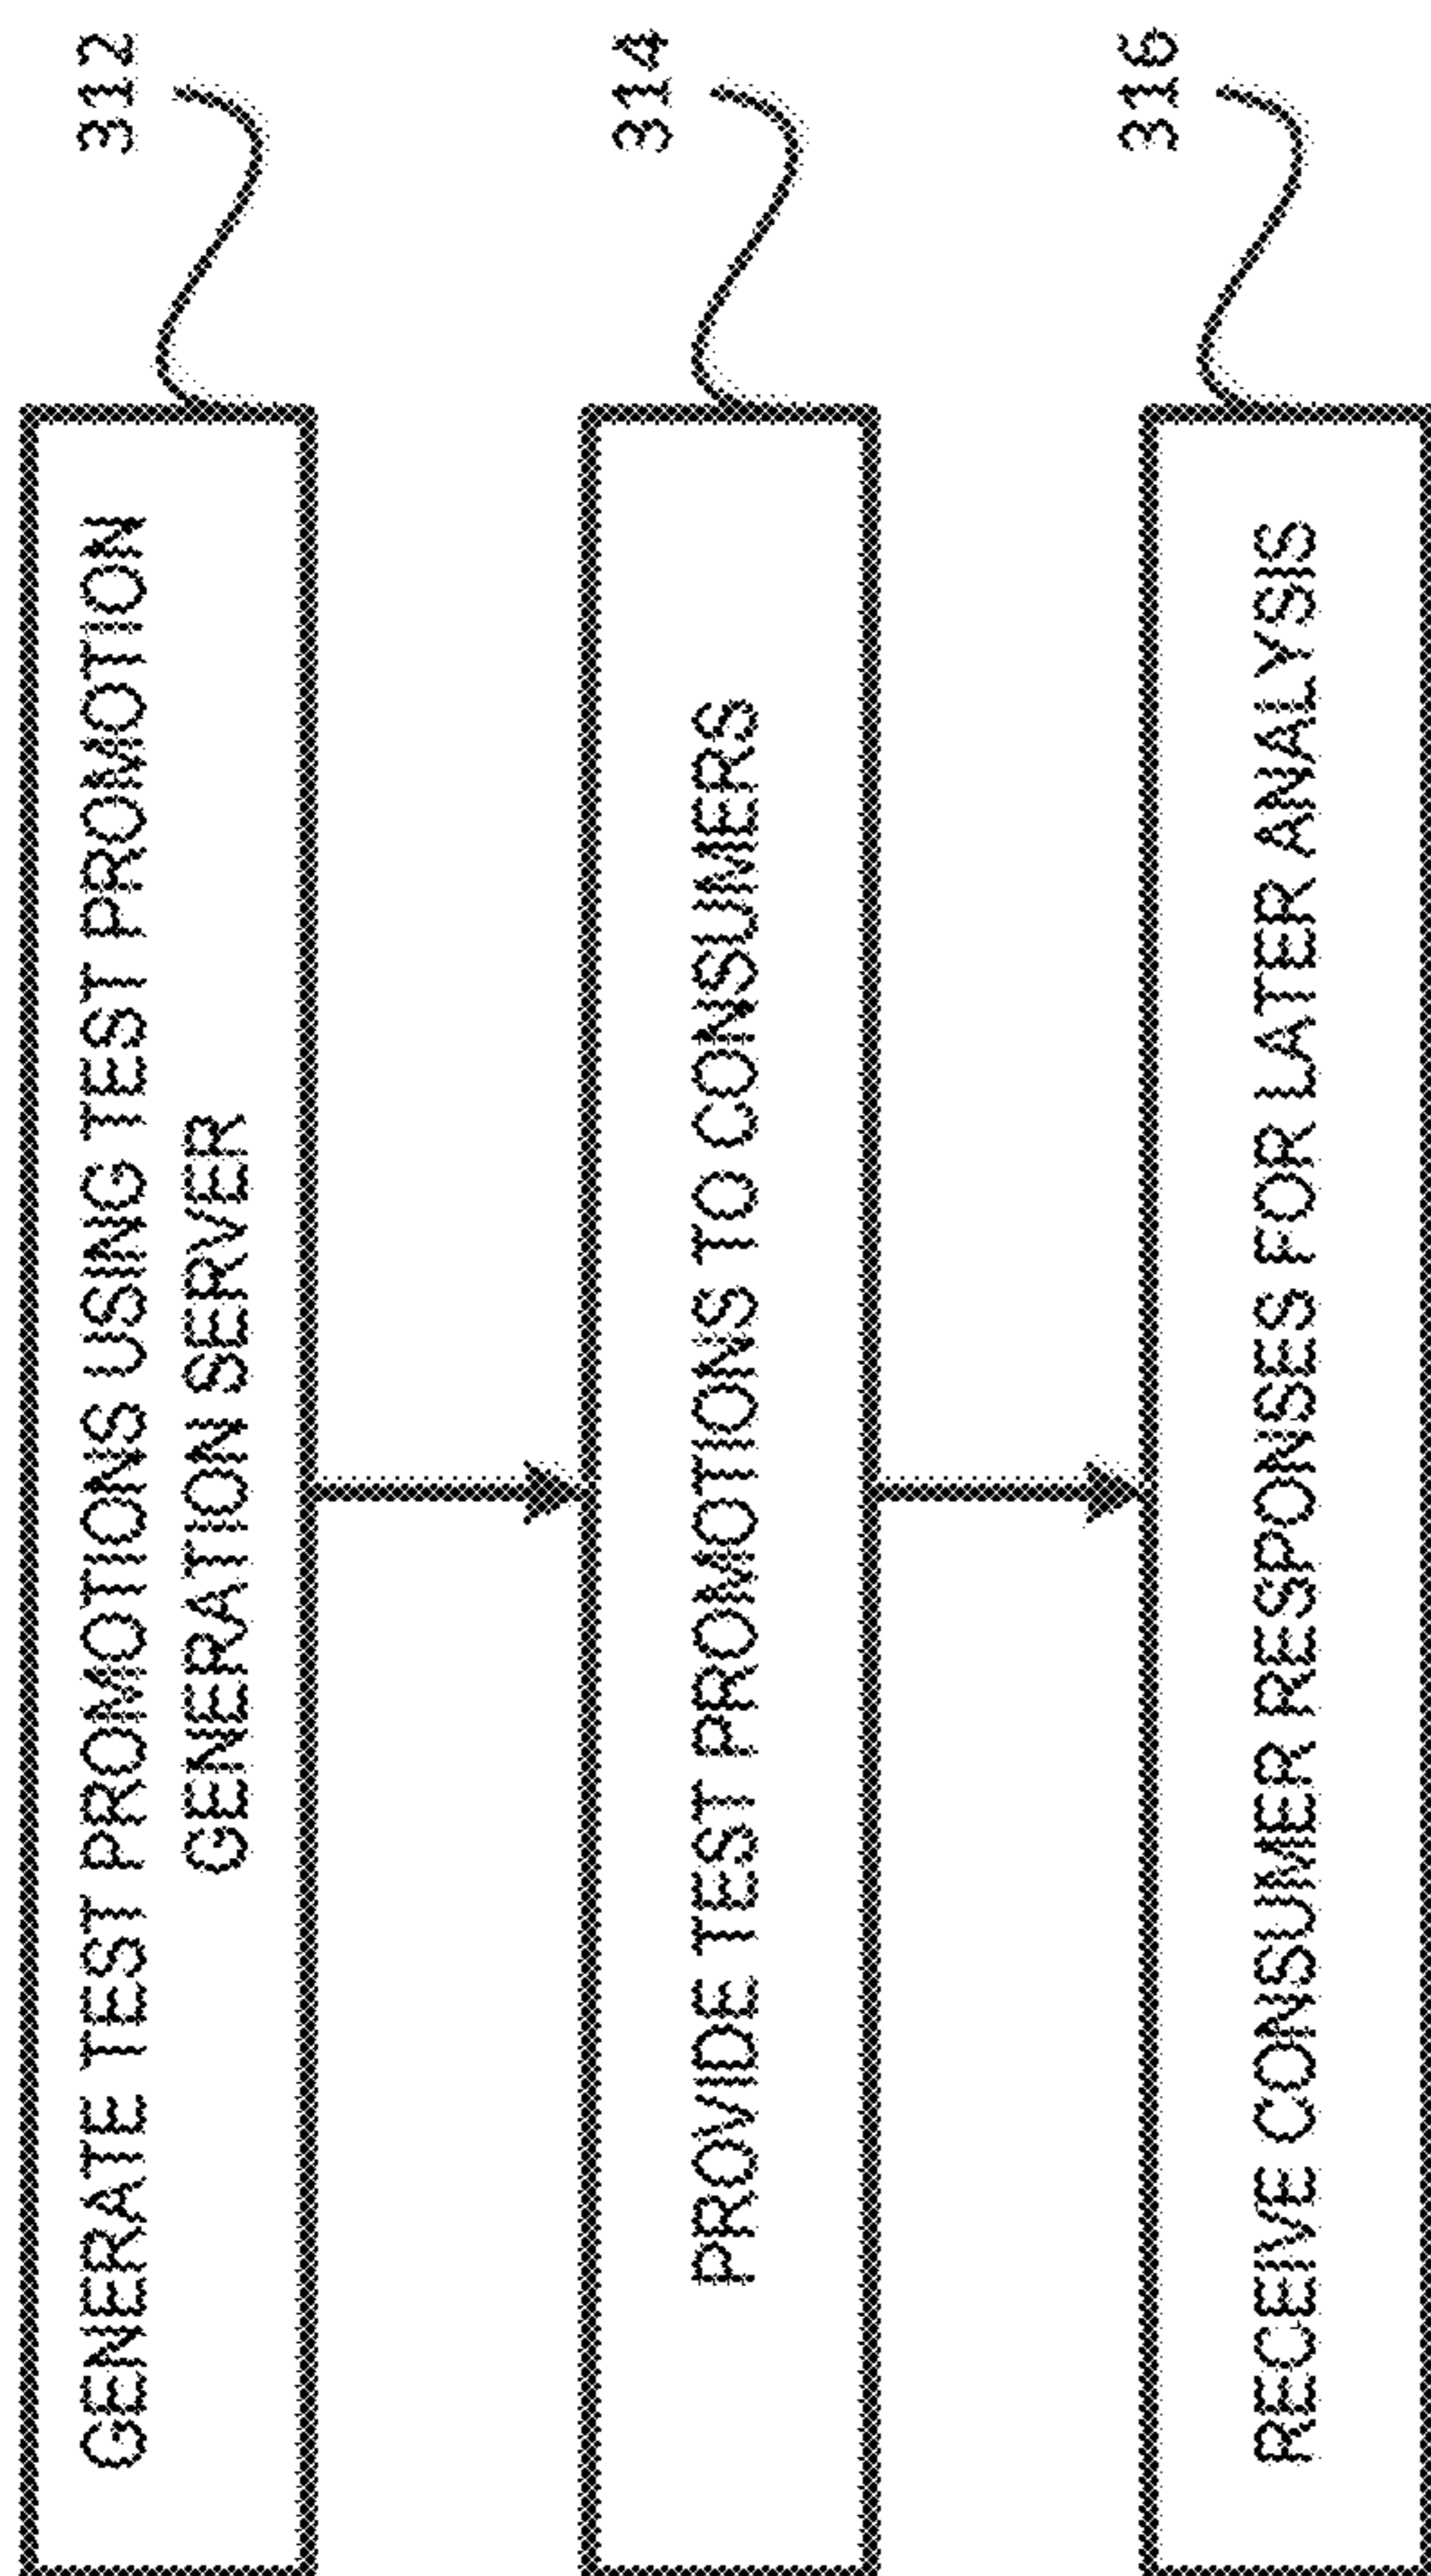 GENERATE TEST PROMOTIONS USING TEST PROMOTION
GENERATION SERVER
312
PROVIDE TEST PROMOTIONS TO CONSUMERS
314
RECEIVE CONSUMER RESPONSES FOR LATER ANALYSIS
316